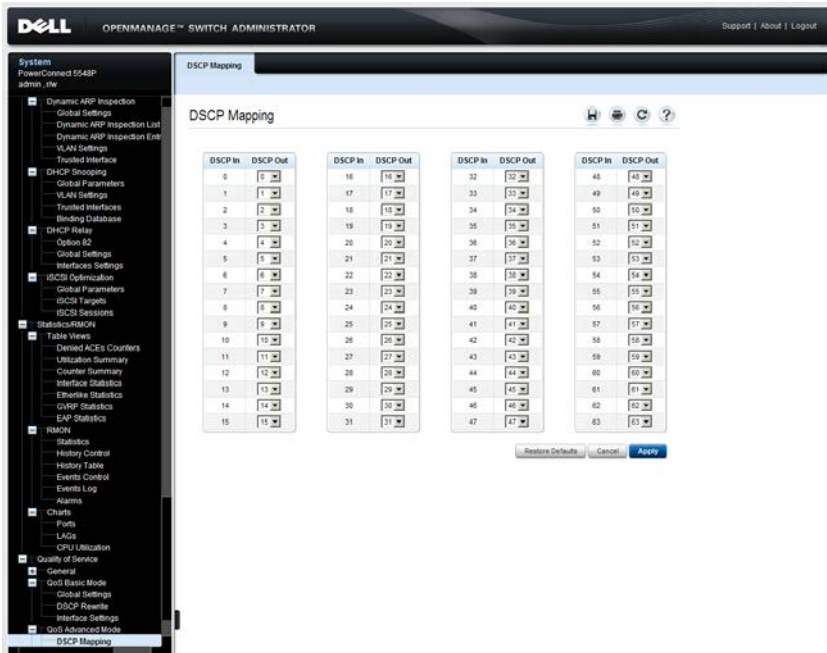 DELL OPENMANAGE™ SWITCH ADMINISTRATOR
Support | About | Logout
System
PowerConnect 5548P
admin , r/w
Dynamic ARP Inspection
Global Settings
Dynamic ARP Inspection List
Dynamic ARP Inspection Entr
VLAN Settings
Trusted Interface
DHCP Snooping
Global Parameters
VLAN Settings
Trusted Interfaces
Binding Database
DHCP Relay
Option 82
Global Settings
Interfaces Settings
iSCSI Optimization
Global Parameters
iSCSI Targets
iSCSI Sessions
Statistics/RMON
Table Views
Denied ACEs Counters
Utilization Summary
Counter Summary
Interface Statistics
Etherlike Statistics
GVRP Statistics
EAP Statistics
RMON
Statistics
History Control
History Table
Events Control
Events Log
Alarms
Charts
Ports
LAGs
CPU Utilization
Quality of Service
General
QoS Basic Mode
Global Settings
DSCP Rewrite
Interface Settings
QoS Advanced Mode
DSCP Mapping
DSCP Mapping
DSCP Mapping
?
DSCP In DSCP Out DSCP In DSCP Out DSCP In DSCP Out DSCP In DSCP Out
0 0 16 16 32 32 48 48
1 1 17 17 33 33 49 49
2 2 18 18 34 34 50 50
3 3 19 19 35 35 51 51
4 4 20 20 36 36 52 52
5 5 21 21 37 37 53 53
6 6 22 22 38 38 54 54
7 7 23 23 39 39 55 55
8 8 24 24 40 40 56 56
9 9 25 25 41 41 57 57
10 10 26 26 42 42 58 58
11 11 27 27 43 43 59 59
12 12 28 28 44 44 60 60
13 13 29 29 45 45 61 61
14 14 30 30 46 46 62 62
15 15 31 31 47 47 63 63
Restore Defaults Cancel Apply